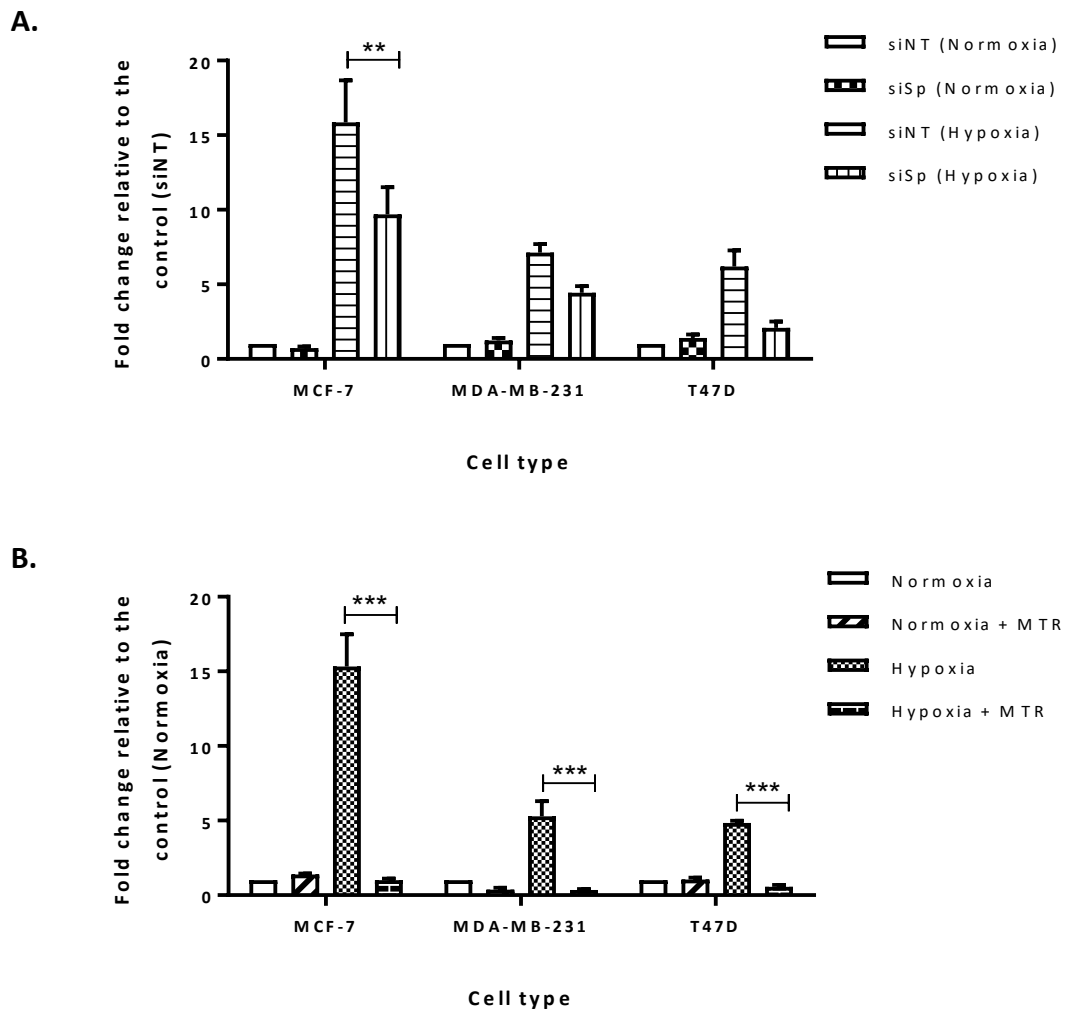 A.
Fold change relative to the
control (siNT)
20
15
10
5
0
**
MCF-7
MDA-MB-231
T47D
Cell type
siNT (Normoxia)
siSp (Normoxia)
siNT (Hypoxia)
siSp (Hypoxia)
B.
Fold change relative to the
control (Normoxia)
20
15
10
5
0
***
***
***
MCF-7
MDA-MB-231
T47D
Cell type
Normoxia
Normoxia + MTR
Hypoxia
Hypoxia + MTR